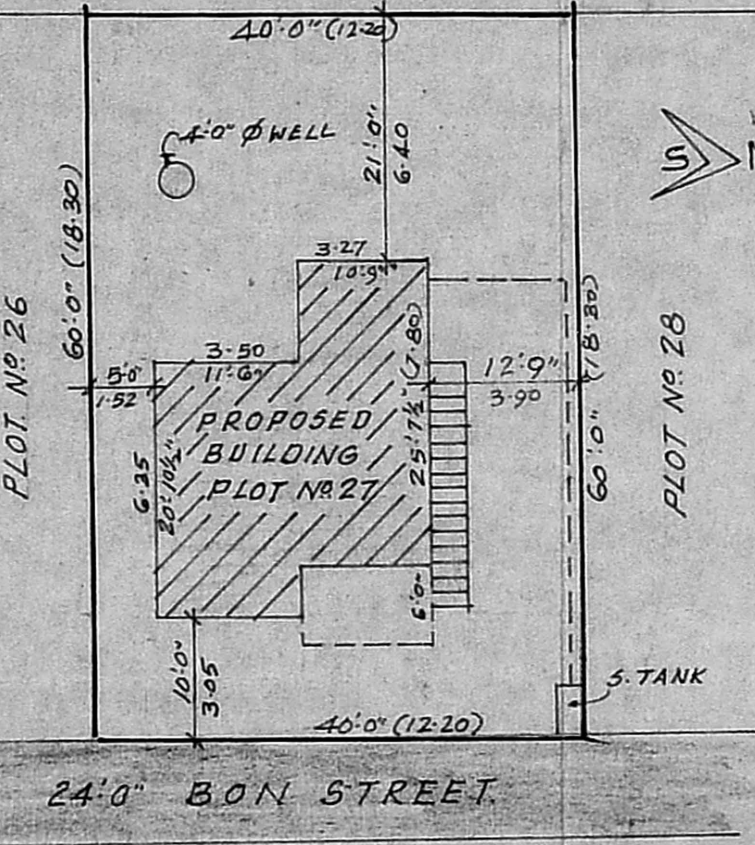 40'-0" (12·20)
4'-0" Ø WELL
21'-0"
6·40
S
60'-0" (18·30)
3·27
10'-9"
PLOT. Nº 26
3·50
11'-6"
5'-0"
1·52
25'-7½" (7·80)
12'-9"
3·90
60'-0" (18·30)
PLOT Nº 28
PROPOSED
BUILDING
PLOT Nº 27
6·35
20'-10½"
6'-0"
10'-0"
3·05
S. TANK
40'-0" (12·20)
24'-0" BON STREET.